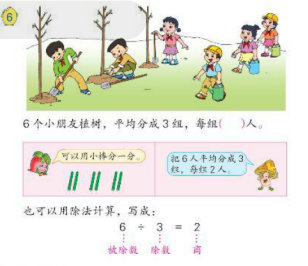 6
6个小朋友植树，平均分成3组，每组(　)人。
可以用小棒分一分。
把6人平均分成3
组，每组2人。
也可以用除法计算，写成：
6 ÷ 3 = 2
被除数 除数 商